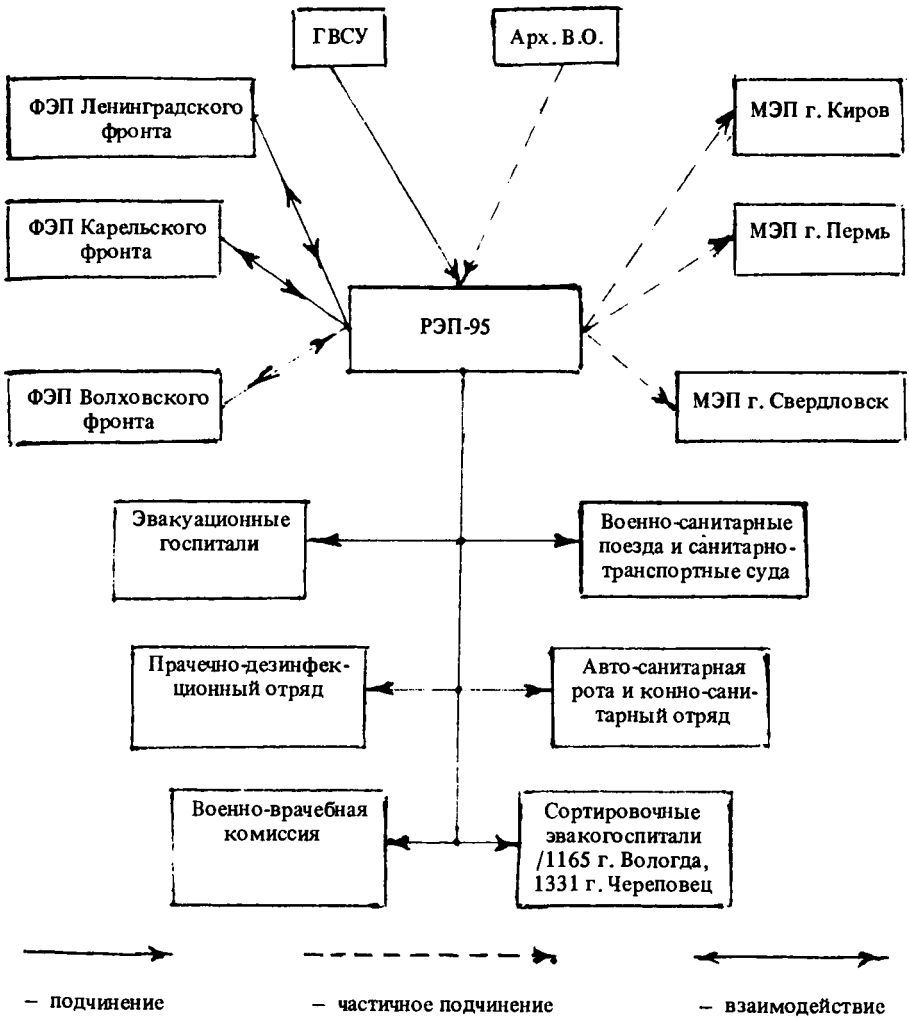 ГВСУ
Арх. В.О.
ФЭП Ленинградского
фронта
МЭП г. Киров
ФЭП Карельского
фронта
МЭП г. Пермь
РЭП-95
ФЭП Волховского
фронта
МЭП г. Свердловск
Эвакуационные
госпитали
Военно-санитарные
поезда и санитарно-
транспортные суда
Прачечно-дезинфек-
ционный отряд
Авто-санитарная
рота и конно-сани-
тарный отряд
Военно-врачебная
комиссия
Сортировочные
эвакогоспитали
/1165 г. Вологда,
1331 г. Череповец
– подчинение
– частичное подчинение
– взаимодействие